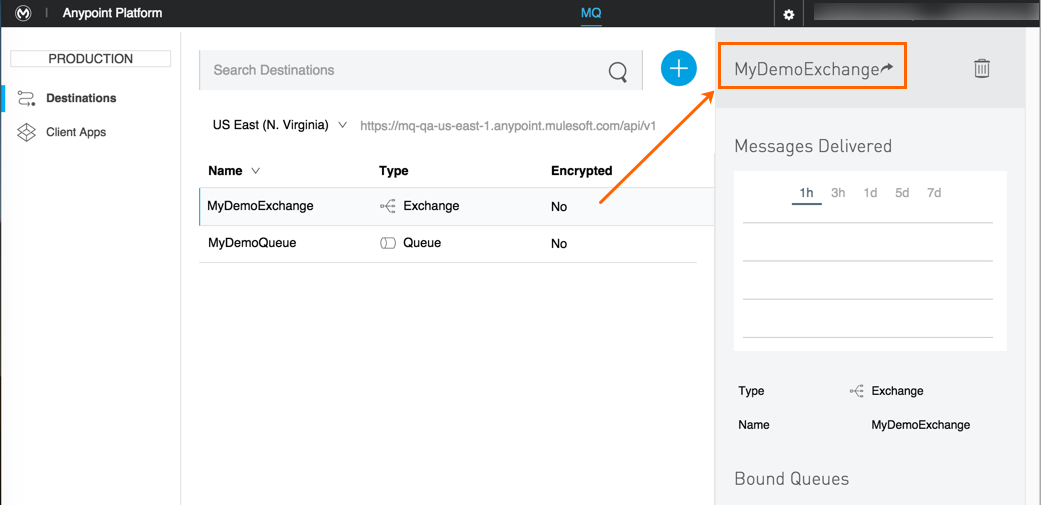 Anypoint Platform
MQ
PRODUCTION
Destinations
Client Apps
Search Destinations
US East (N. Virginia) https://mq-qa-us-east-1.anypoint.mulesoft.com/api/v1
Name Type Encrypted
MyDemoExchange Exchange No
MyDemoQueue Queue No
MyDemoExchange
Messages Delivered
1h 3h 1d 5d 7d
Type Exchange
Name MyDemoExchange
Bound Queues